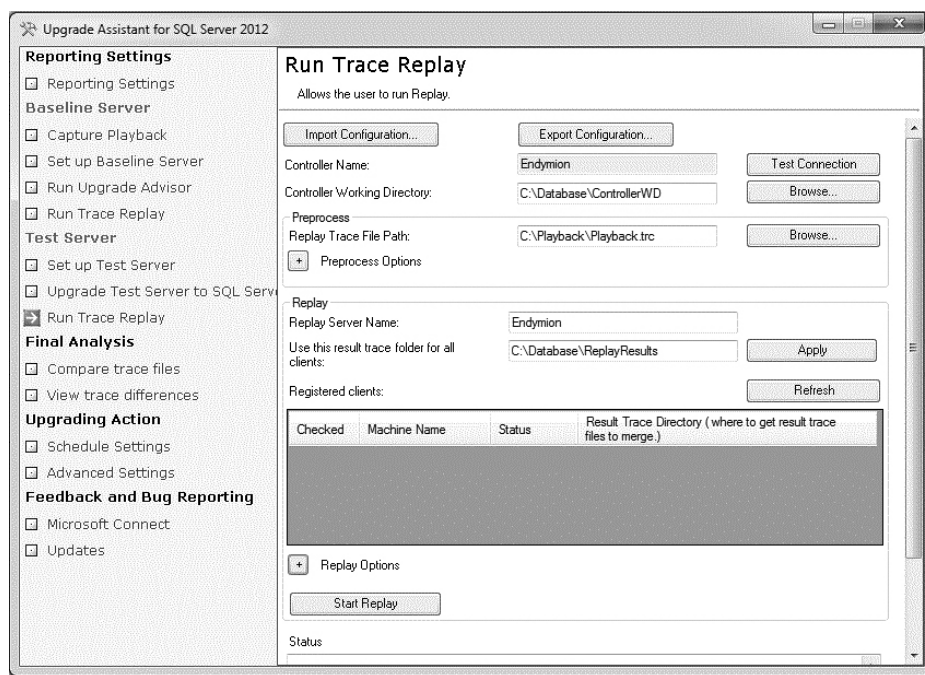 Upgrade Assistant for SQL Server 2012
Reporting Settings
Reporting Settings
Baseline Server
Capture Playback
Set up Baseline Server
Run Upgrade Advisor
Run Trace Replay
Test Server
Set up Test Server
Upgrade Test Server to SQL Serv
Run Trace Replay
Final Analysis
Compare trace files
View trace differences
Upgrading Action
Schedule Settings
Advanced Settings
Feedback and Bug Reporting
Microsoft Connect
Updates
Run Trace Replay
Allows the user to run Replay.
Import Configuration... Export Configuration...
Controller Name: Endymion Test Connection
Controller Working Directory: C:\Database\ControllerWD Browse...
Preprocess
Replay Trace File Path: C:\Playback\Playback.trc Browse...
+ Preprocess Options
Replay
Replay Server Name: Endymion
Use this result trace folder for all
clients: C:\Database\ReplayResults Apply
Registered clients: Refresh
Checked Machine Name Status Result Trace Directory ( where to get result trace
files to merge.)
+ Replay Options
Start Replay
Status